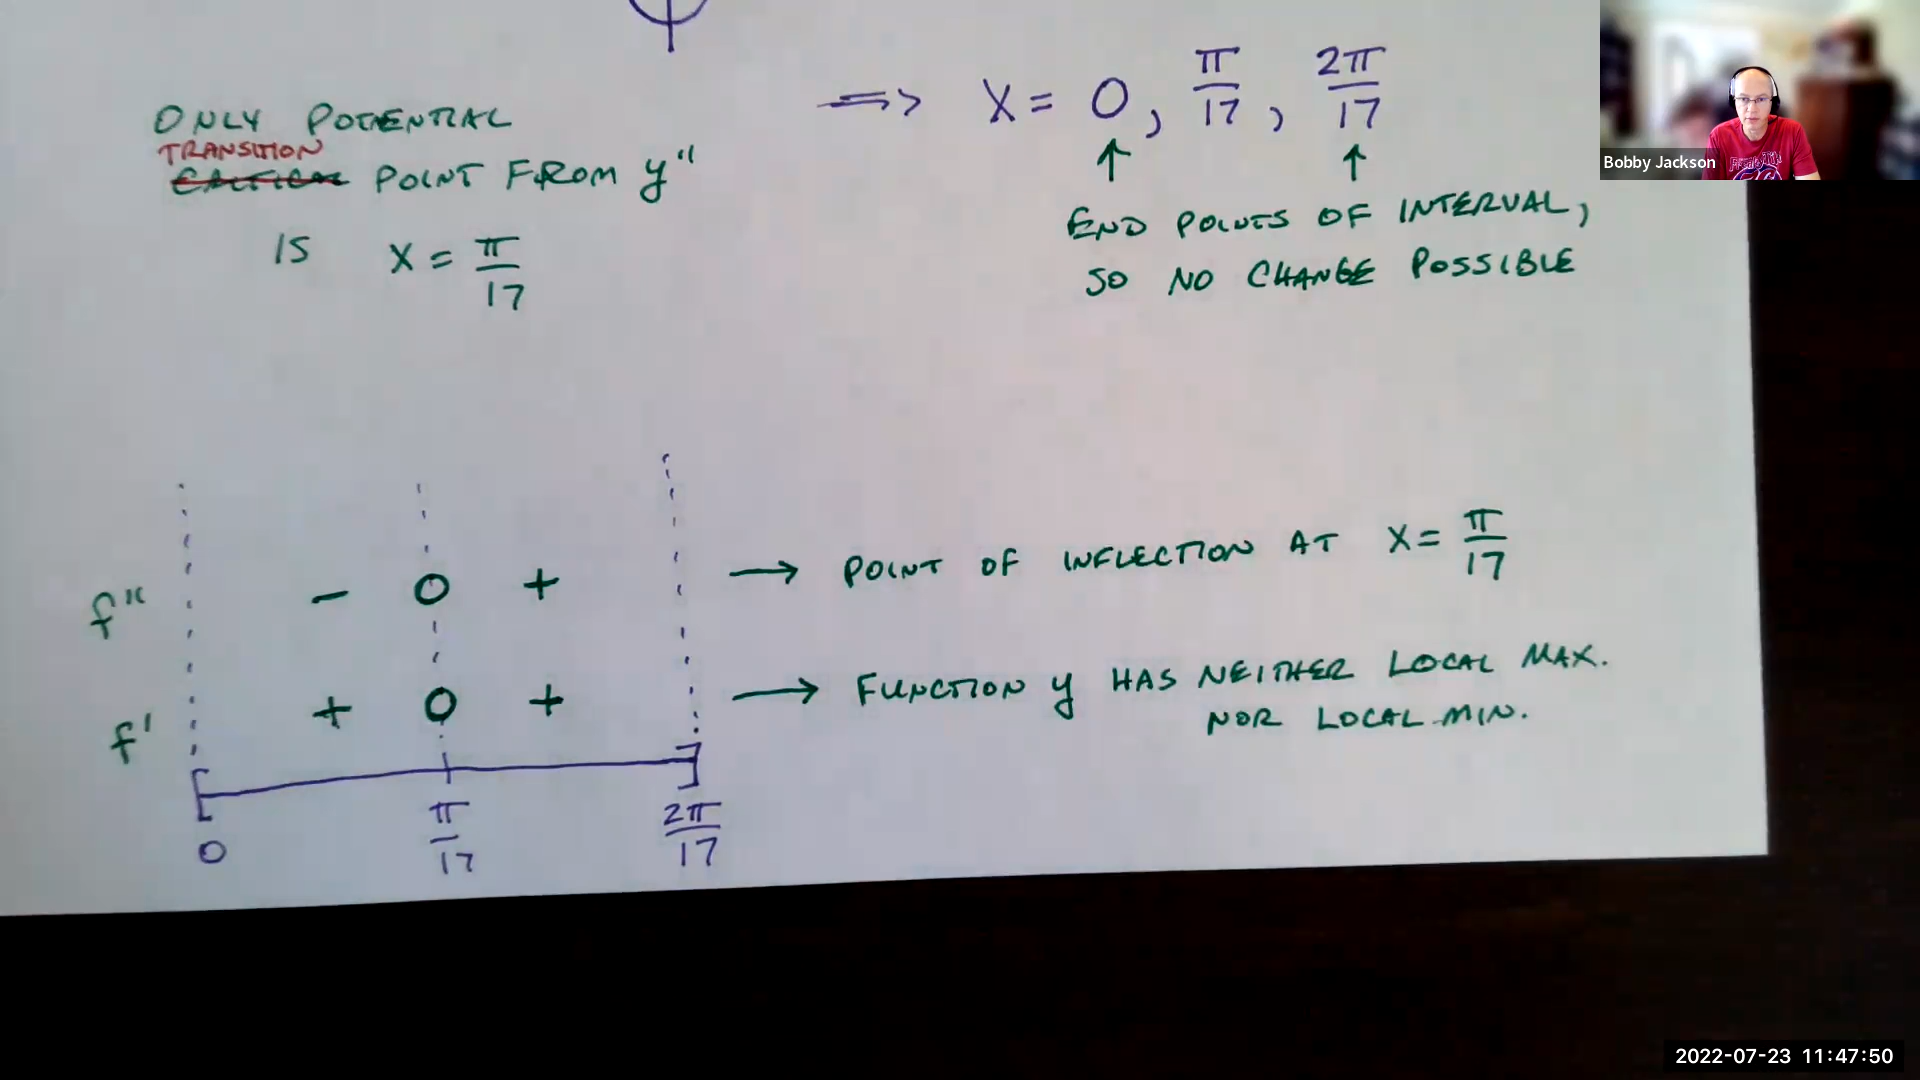 ONLY POTENTIAL
TRANSITION
CRITICAL POINT FROM y"
IS x = π/17
=> x = 0, π/17, 2π/17
↑ ↑
END POINTS OF INTERVAL,
SO NO CHANGE POSSIBLE
Bobby Jackson
f" - 0 + → POINT OF INFLECTION AT x = π/17
f' + 0 + → FUNCTION y HAS NEITHER LOCAL MAX.
NOR LOCAL MIN.
[ ]
0 π/17 2π/17
2022-07-23 11:47:50